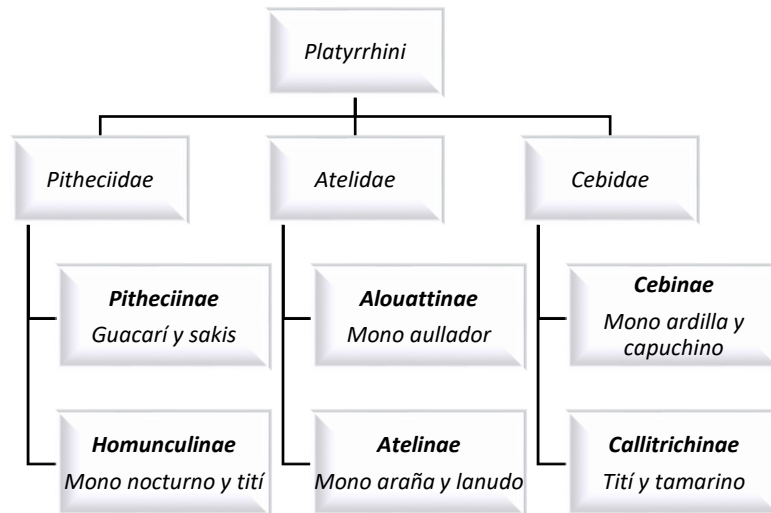 Platyrrhini
Pitheciidae
Atelidae
Cebidae
Pitheciinae
Guacarí y sakis
Alouattinae
Mono aullador
Cebinae
Mono ardilla y
capuchino
Homunculinae
Mono nocturno y tití
Atelinae
Mono araña y lanudo
Callitrichinae
Tití y tamarino